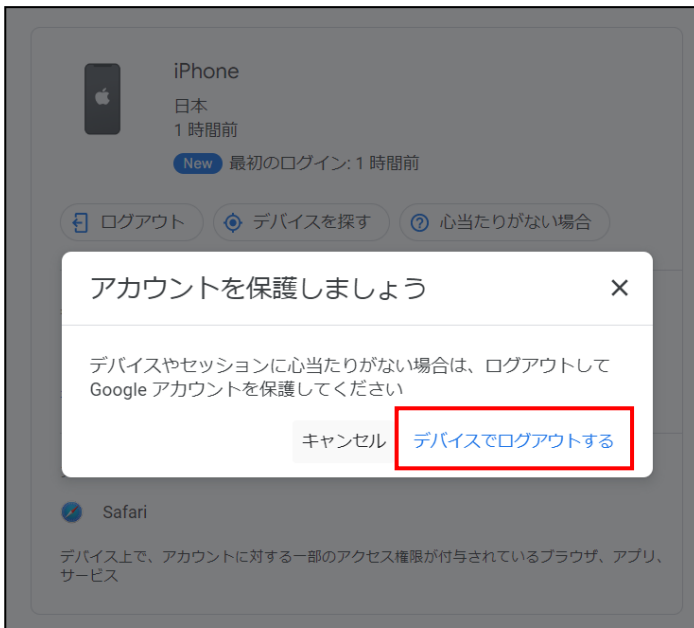 iPhone
日本
1 時間前
New 最初のログイン: 1 時間前
ログアウト デバイスを探す 心当たりがない場合
アカウントを保護しましょう
デバイスやセッションに心当たりがない場合は、ログアウトして
Google アカウントを保護してください
キャンセル デバイスでログアウトする
Safari
デバイス上で、アカウントに対する一部のアクセス権限が付与されているブラウザ、アプリ、
サービス